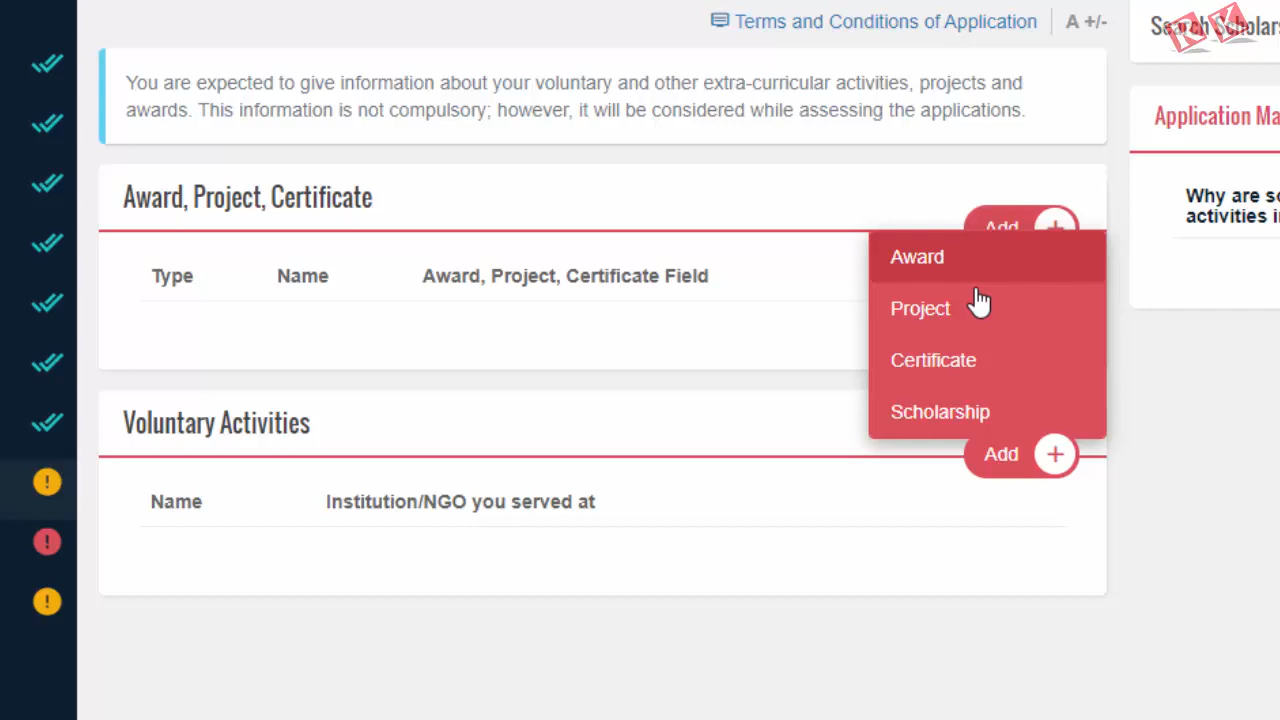 Terms and Conditions of Application
A +/-
RK
You are expected to give information about your voluntary and other extra-curricular activities, projects and
awards. This information is not compulsory; however, it will be considered while assessing the applications.
Award, Project, Certificate
Add
Type Name Award, Project, Certificate Field
Award
Project
Certificate
Scholarship
Voluntary Activities
Add
Name Institution/NGO you served at
Search Scholars
Application Ma
Why are so
activities i